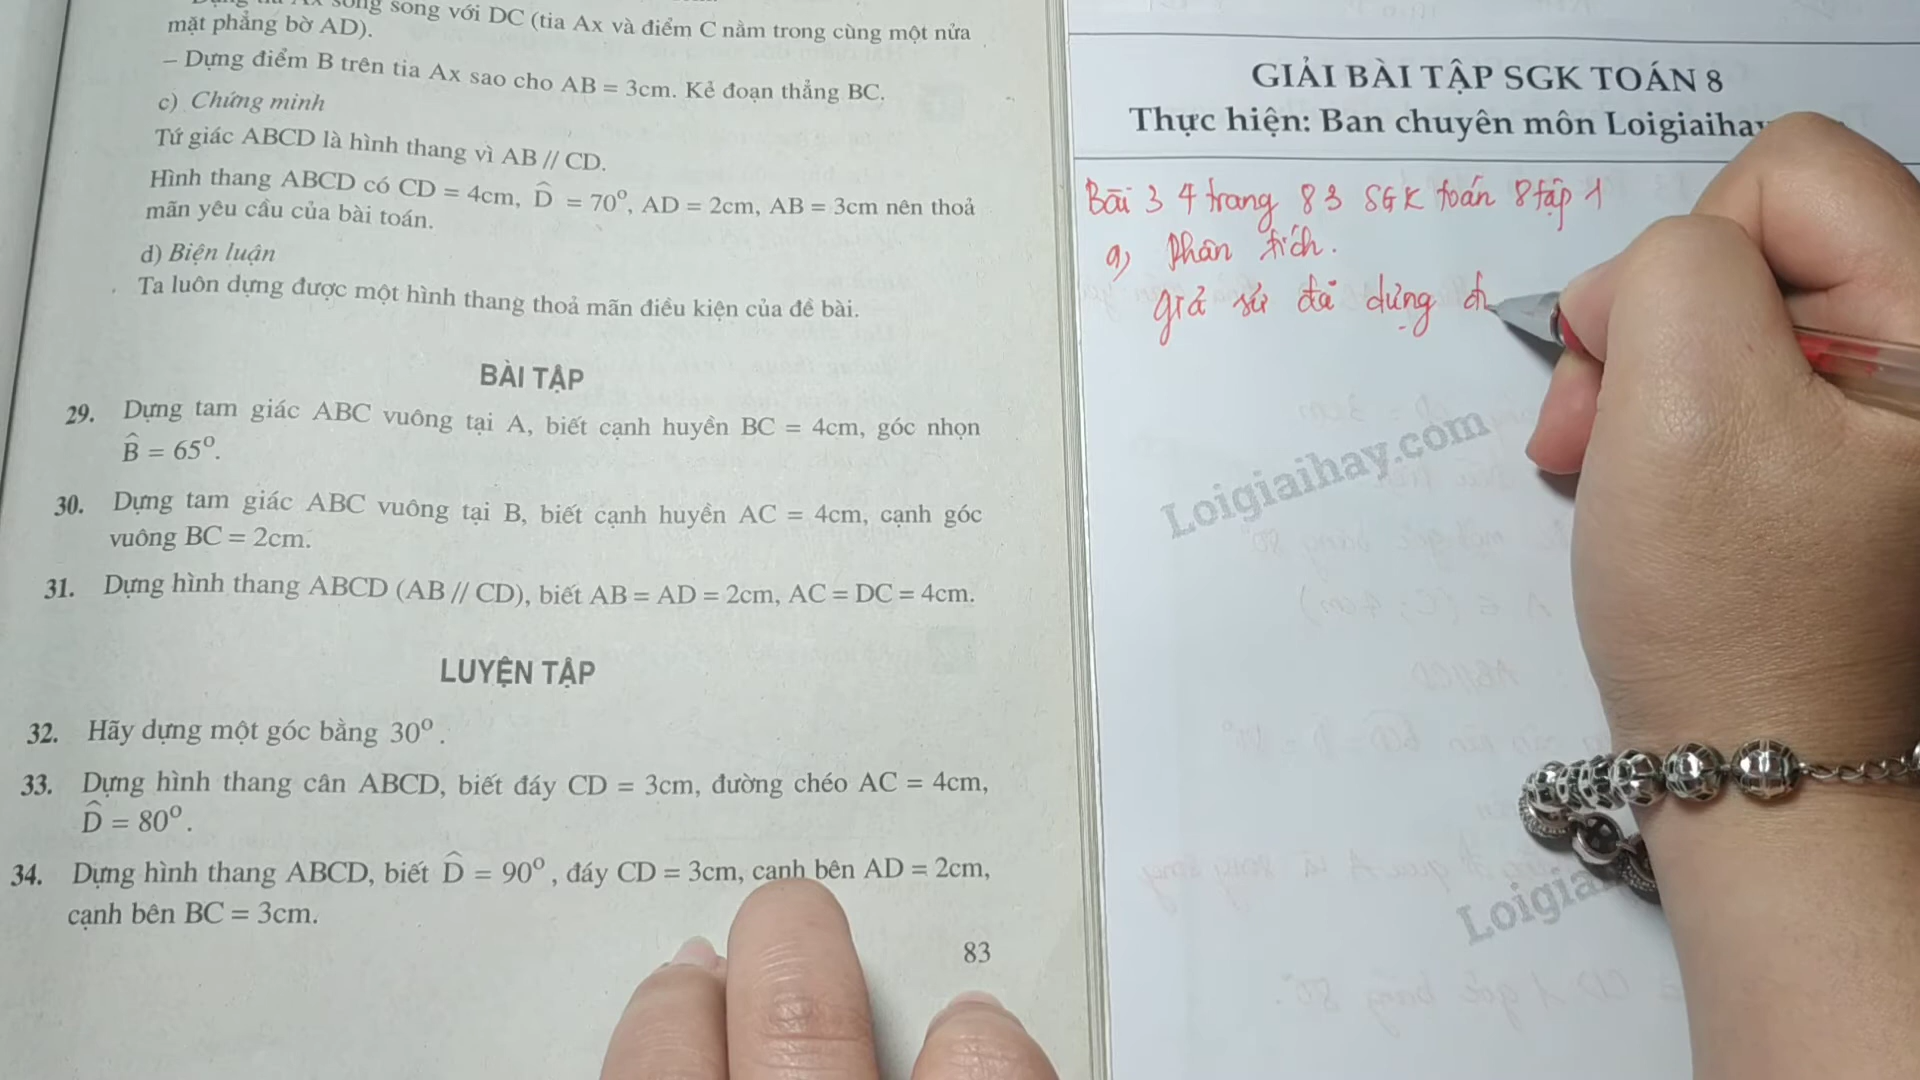 song song với DC (tia Ax và điểm C nằm trong cùng một nửa
mặt phẳng bờ AD).
– Dựng điểm B trên tia Ax sao cho AB = 3cm. Kẻ đoạn thẳng BC.
c) Chứng minh
Tứ giác ABCD là hình thang vì AB // CD.
Hình thang ABCD có CD = 4cm, D̂ = 70°, AD = 2cm, AB = 3cm nên thoả
mãn yêu cầu của bài toán.
d) Biện luận
Ta luôn dựng được một hình thang thoả mãn điều kiện của đề bài.
BÀI TẬP
29. Dựng tam giác ABC vuông tại A, biết cạnh huyền BC = 4cm, góc nhọn
B̂ = 65°.
30. Dựng tam giác ABC vuông tại B, biết cạnh huyền AC = 4cm, cạnh góc
vuông BC = 2cm.
31. Dựng hình thang ABCD (AB // CD), biết AB = AD = 2cm, AC = DC = 4cm.
LUYỆN TẬP
32. Hãy dựng một góc bằng 30°.
33. Dựng hình thang cân ABCD, biết đáy CD = 3cm, đường chéo AC = 4cm,
D̂ = 80°.
34. Dựng hình thang ABCD, biết D̂ = 90°, đáy CD = 3cm, cạnh bên AD = 2cm,
cạnh bên BC = 3cm.
83
GIẢI BÀI TẬP SGK TOÁN 8
Thực hiện: Ban chuyên môn Loigiaihay
Bài 34 trang 83 SGK toán 8 tập 1
a) Phân tích.
Giả sử đã dựng đ
Loigiaihay.com
Loigia